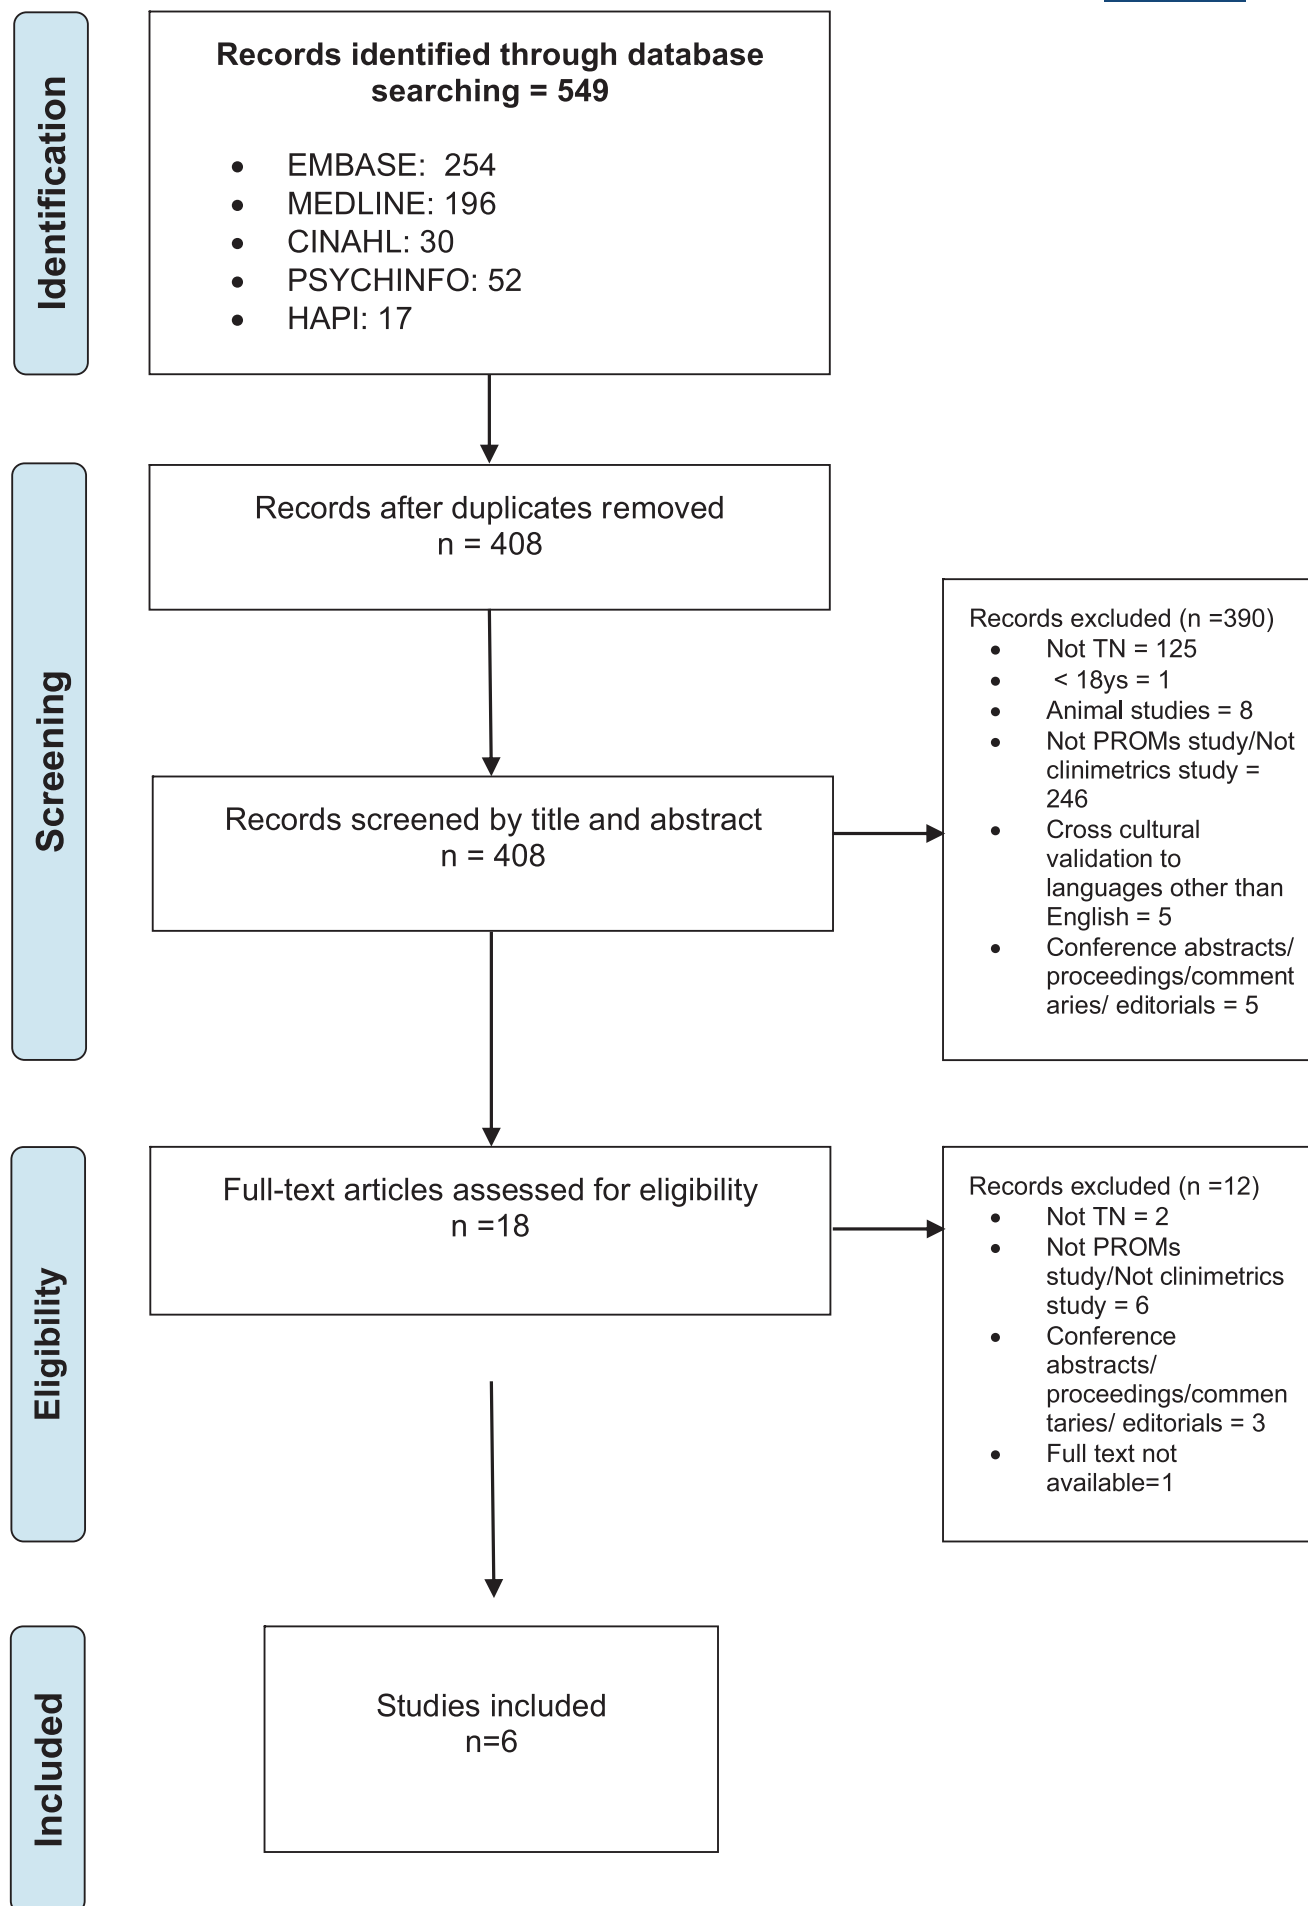 Identification
Records identified through database
searching = 549
• EMBASE:  254
• MEDLINE: 196
• CINAHL: 30
• PSYCHINFO: 52
• HAPI: 17
Screening
Records after duplicates removed
n = 408
Records screened by title and abstract
n = 408
Records excluded (n =390)
• Not TN = 125
• < 18ys = 1
• Animal studies = 8
• Not PROMs study/Not
clinimetrics study =
246
• Cross cultural
validation to
languages other than
English = 5
• Conference abstracts/
proceedings/comment
aries/ editorials = 5
Eligibility
Full-text articles assessed for eligibility
n =18
Records excluded (n =12)
• Not TN = 2
• Not PROMs
study/Not clinimetrics
study = 6
• Conference
abstracts/
proceedings/commen
taries/ editorials = 3
• Full text not
available=1
Included
Studies included
n=6